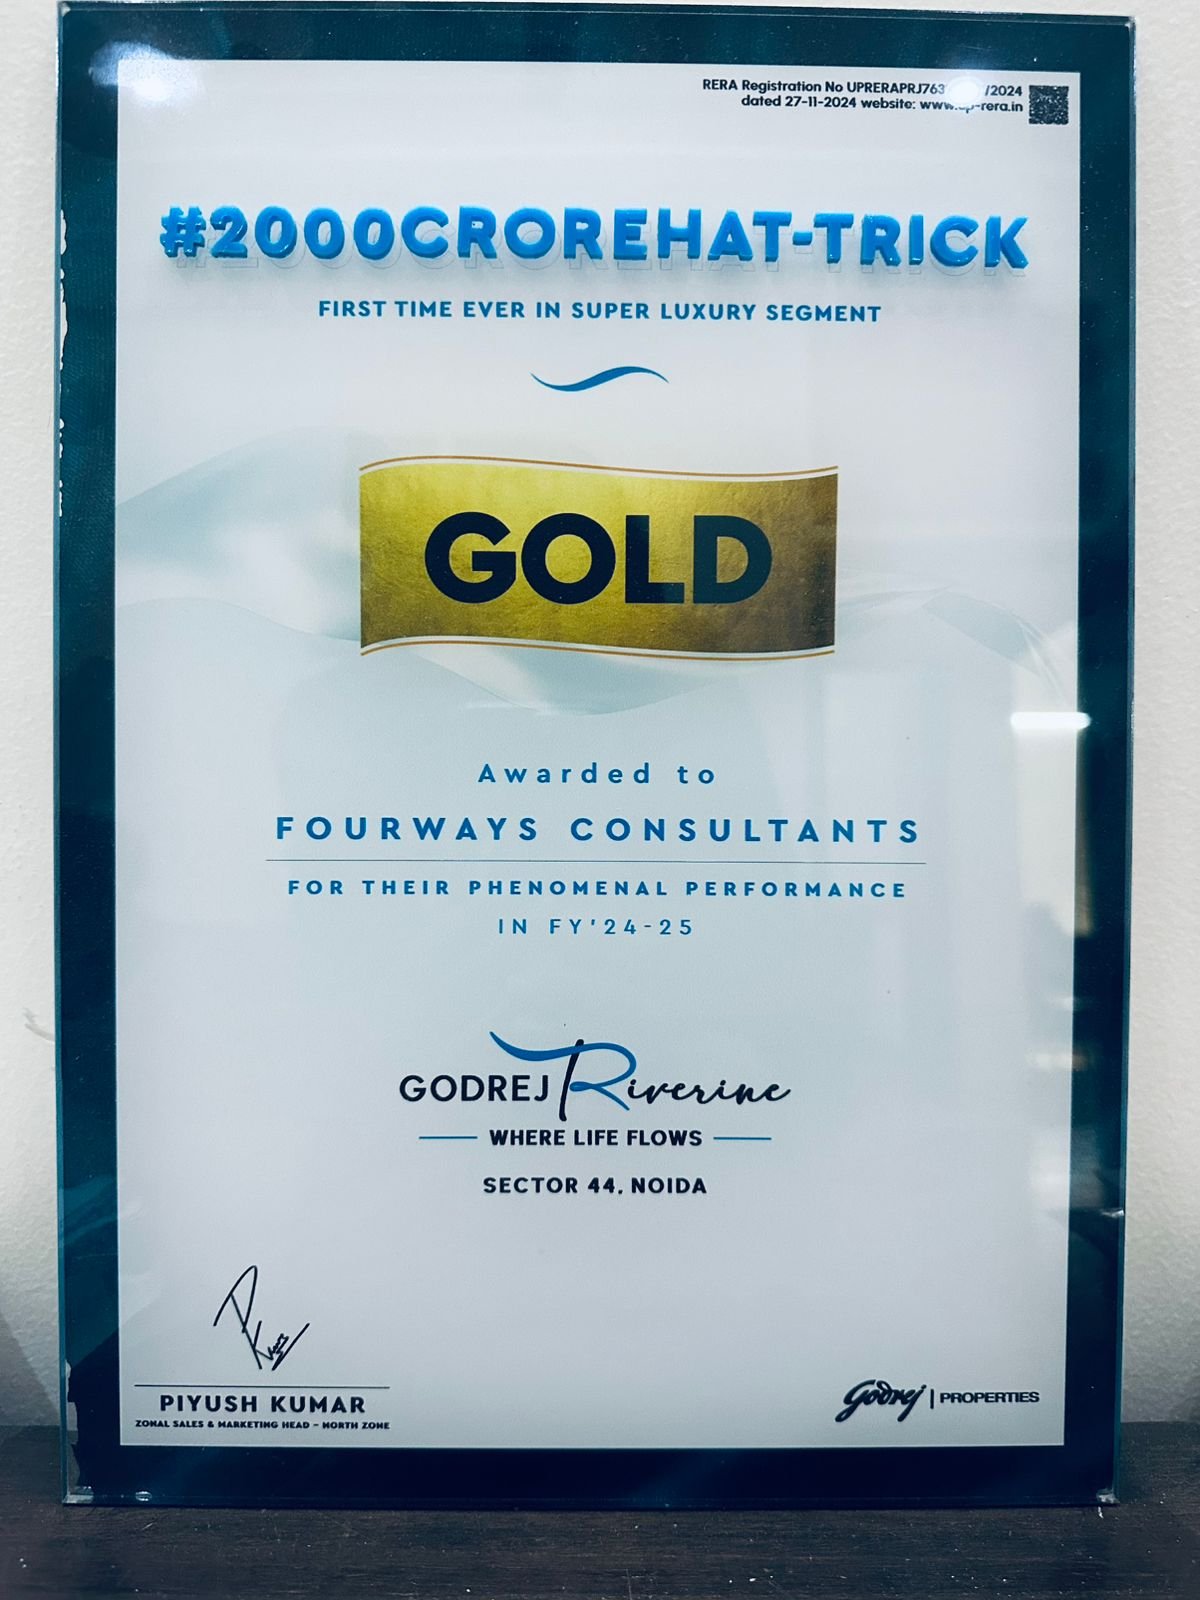 RERA Registration No /2024
dated 27-11-2024 website:
#2000CROREHAT-TRICK
FIRST TIME EVER IN SUPER LUXURY SEGMENT
GOLD
Awarded to
FOURWAYS CONSULTANTS
FOR THEIR PHENOMENAL PERFORMANCE
IN FY'24-25
GODREJ Riverine
WHERE LIFE FLOWS
SECTOR 44, NOIDA
PIYUSH KUMAR
ZONAL SALES & MARKETING HEAD - NORTH ZONE
Godrej | PROPERTIES